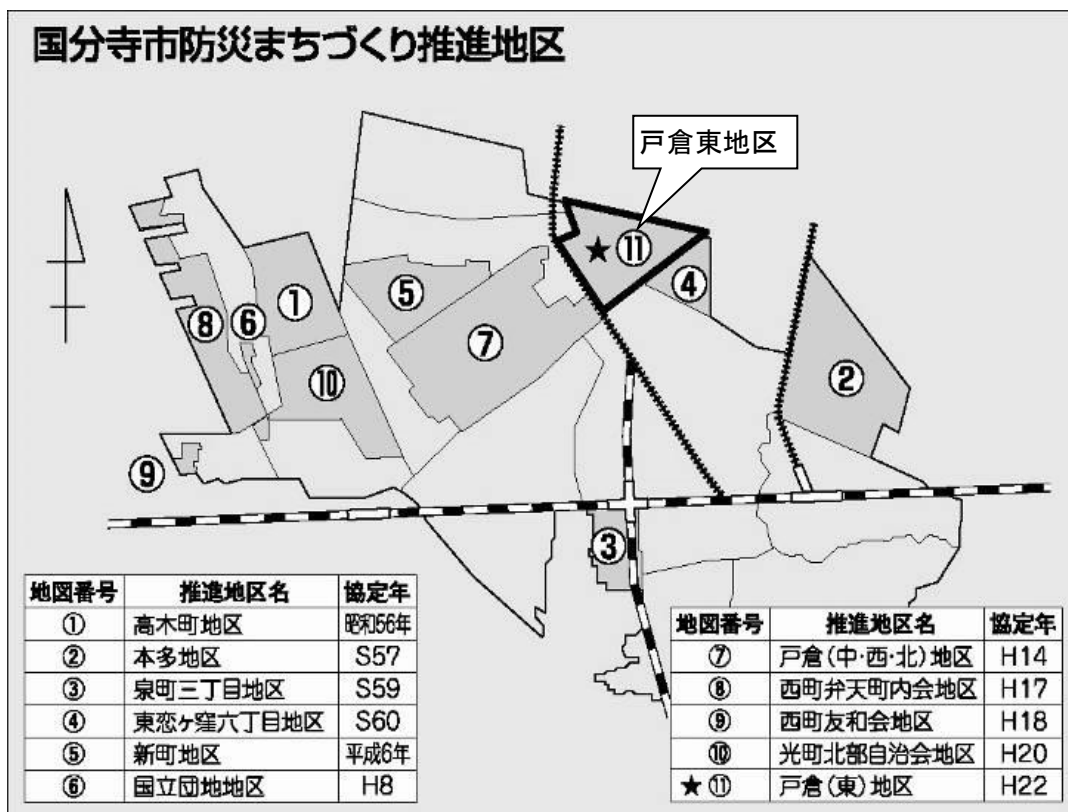 国分寺市防災まちづくり推進地区
戸倉東地区
★⑪
④
①
⑤
⑧
⑥
⑦
⑩
②
⑨
③
地図番号 推進地区名 協定年
① 高木町地区 昭和56年
② 本多地区 S57
③ 泉町三丁目地区 S59
④ 東恋ヶ窪六丁目地区 S60
⑤ 新町地区 平成6年
⑥ 国立団地地区 H8
地図番号 推進地区名 協定年
⑦ 戸倉(中・西・北)地区 H14
⑧ 西町弁天町内会地区 H17
⑨ 西町友和会地区 H18
⑩ 光町北部自治会地区 H20
★⑪ 戸倉(東)地区 H22